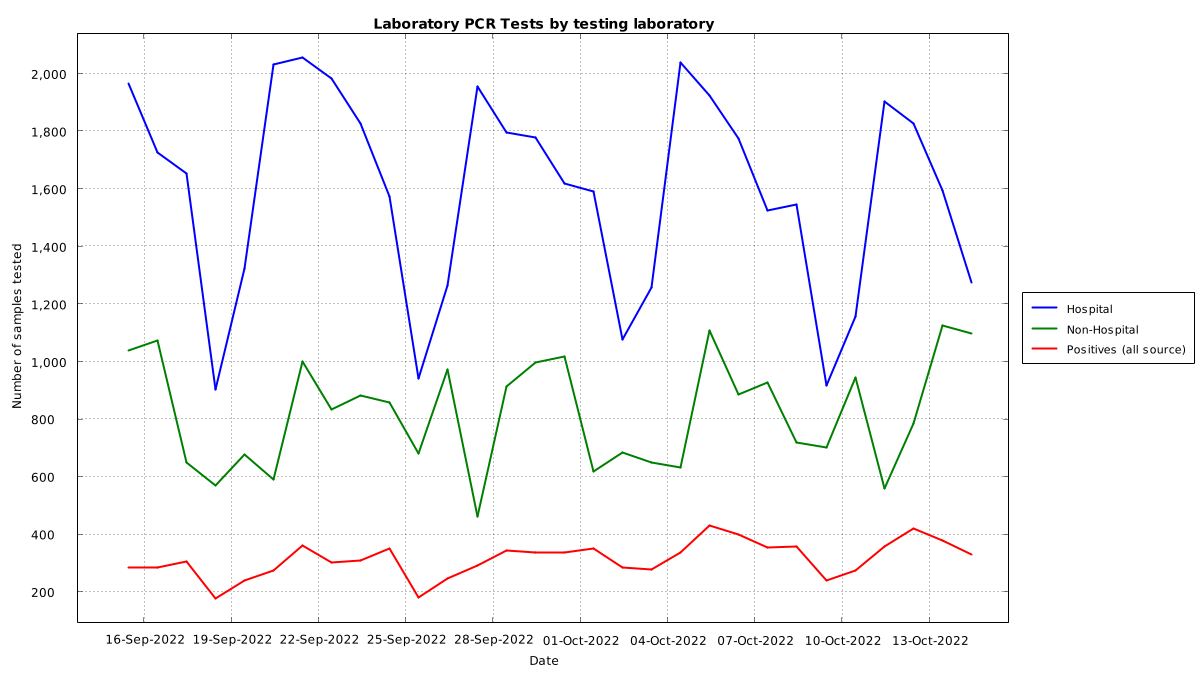 Laboratory PCR Tests by testing laboratory
Number of samples tested
2,000
1,800
1,600
1,400
1,200
1,000
800
600
400
200
16-Sep-2022 19-Sep-2022 22-Sep-2022 25-Sep-2022 28-Sep-2022 01-Oct-2022 04-Oct-2022 07-Oct-2022 10-Oct-2022 13-Oct-2022
Date
Hospital
Non-Hospital
Positives (all source)